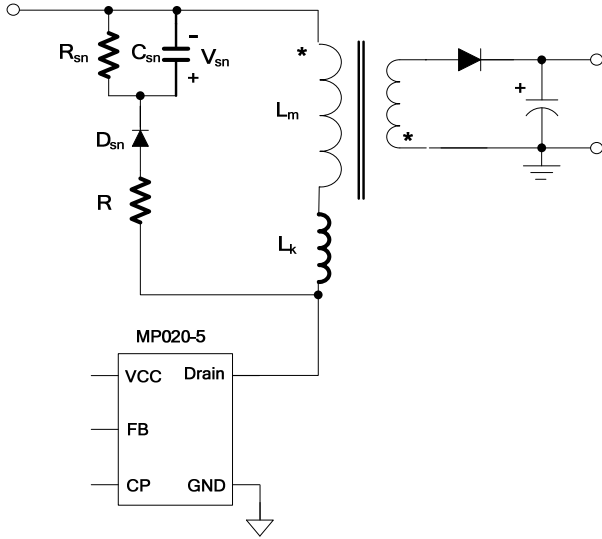 -
Rsn Csn Vsn
+
*
Lm
+
*
Dsn
R
Lk
MP020-5
VCC Drain
FB
CP GND